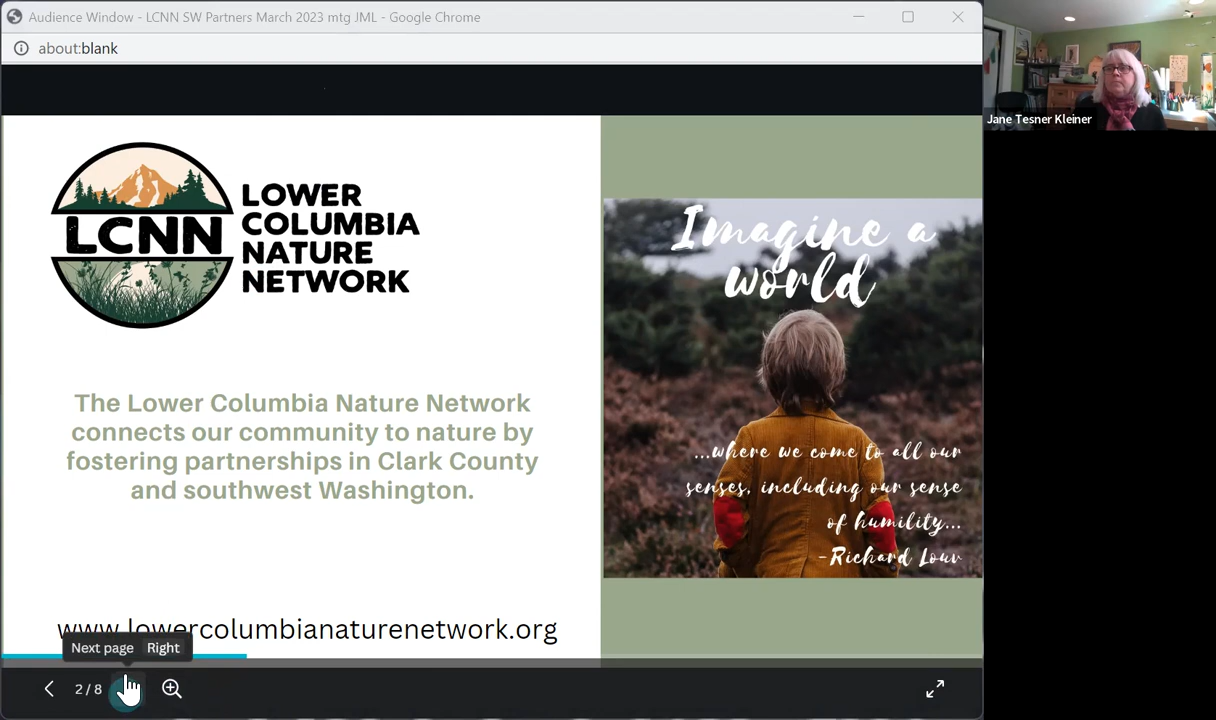 Audience Window - LCNN SW Partners March 2023 mtg JML - Google Chrome
about:blank
Jane Tesner Kleiner
LCNN
LOWER
COLUMBIA
NATURE
NETWORK
The Lower Columbia Nature Network
connects our community to nature by
fostering partnerships in Clark County
and southwest Washington.
www.lowercolumbianaturenetwork.org
Imagine a
world
...where we come to all our
senses, including our sense
of humility...
-Richard Louv
Next page Right
2 / 8